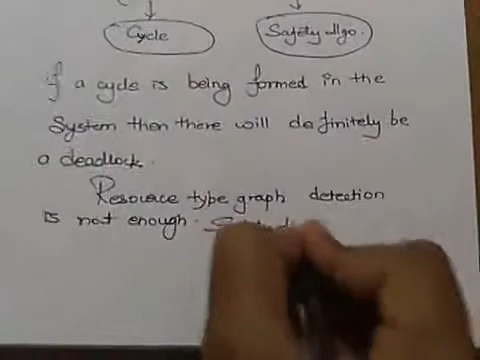 Cycle
Safety Algo.
if a cycle is being formed in the
System then there will definitely be
a deadlock.
Resource type graph detection
is not enough.